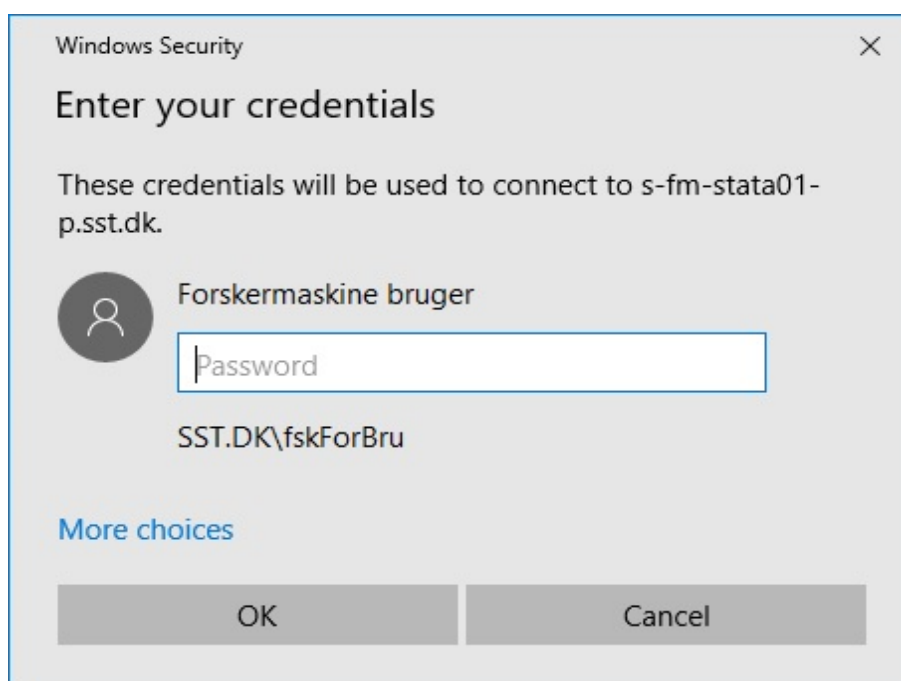 Windows Security
Enter your credentials
These credentials will be used to connect to s-fm-stata01-
p.sst.dk.
Forskermaskine bruger
Password
SST.DK\fskForBru
More choices
OK
Cancel